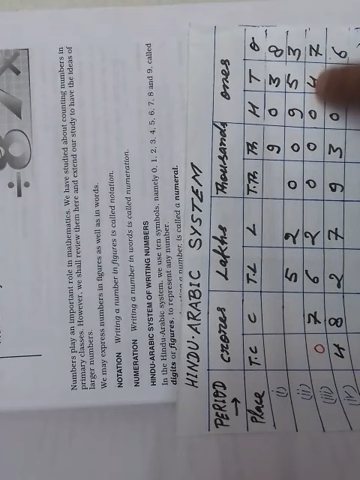 Numbers play an important role in mathematics. We have studied about counting numbers in
primary classes. However, we shall review them here and extend our study to have the ideas of
larger numbers.
We may express numbers in figures as well as in words.
NOTATION Writing a number in figures is called notation.
NUMERATION Writing a number in words is called numeration.
HINDU-ARABIC SYSTEM OF WRITING NUMBERS
In the Hindu-Arabic system, we use ten symbols, namely 0, 1, 2, 3, 4, 5, 6, 7, 8 and 9, called
digits or figures, to represent any number.
a number, is called a numeral.
HINDU-ARABIC SYSTEM
PERIOD → crores Lakhs Thousands ones
Place T.C C T.L L T.Th Th H T O
(i) 9 0 3 8
(ii) 5 2 0 0 9 5 3
(iii) 0 7 6 2 0 0 0 4 7
(iv) 4 8 2 7 9 3 0 6